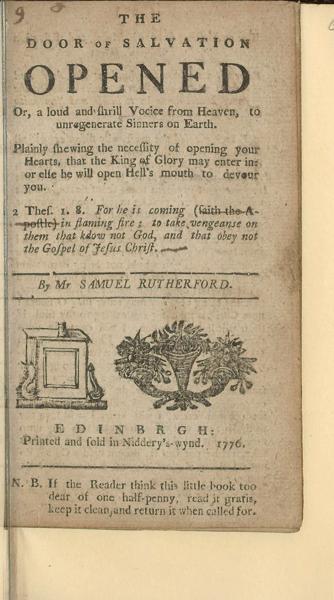 9 8
THE
DOOR OF SALVATION
OPENED
Or, a loud and ſhrill Vocice from Heaven, to
unregenerate Sinners on Earth.
Plainly ſhewing the neceſſity of opening your
Hearts, that the King of Glory may enter in:
or elſe he will open Hell's mouth to devour
you.
2 Theſ. 1. 8. For he is coming (ſaith the A-
poſtle) in flaming fire: to take vengeanse on
them that know not God, and that obey not
the Goſpel of Jeſus Chriſt.
By Mr SAMUEL RUTHERFORD.
EDINBRGH:
Printed and ſold in Niddery's-wynd. 1776.
N. B. If the Reader think this little book too
dear of one half-penny, read it gratis,
keep it clean, and return it when called for.